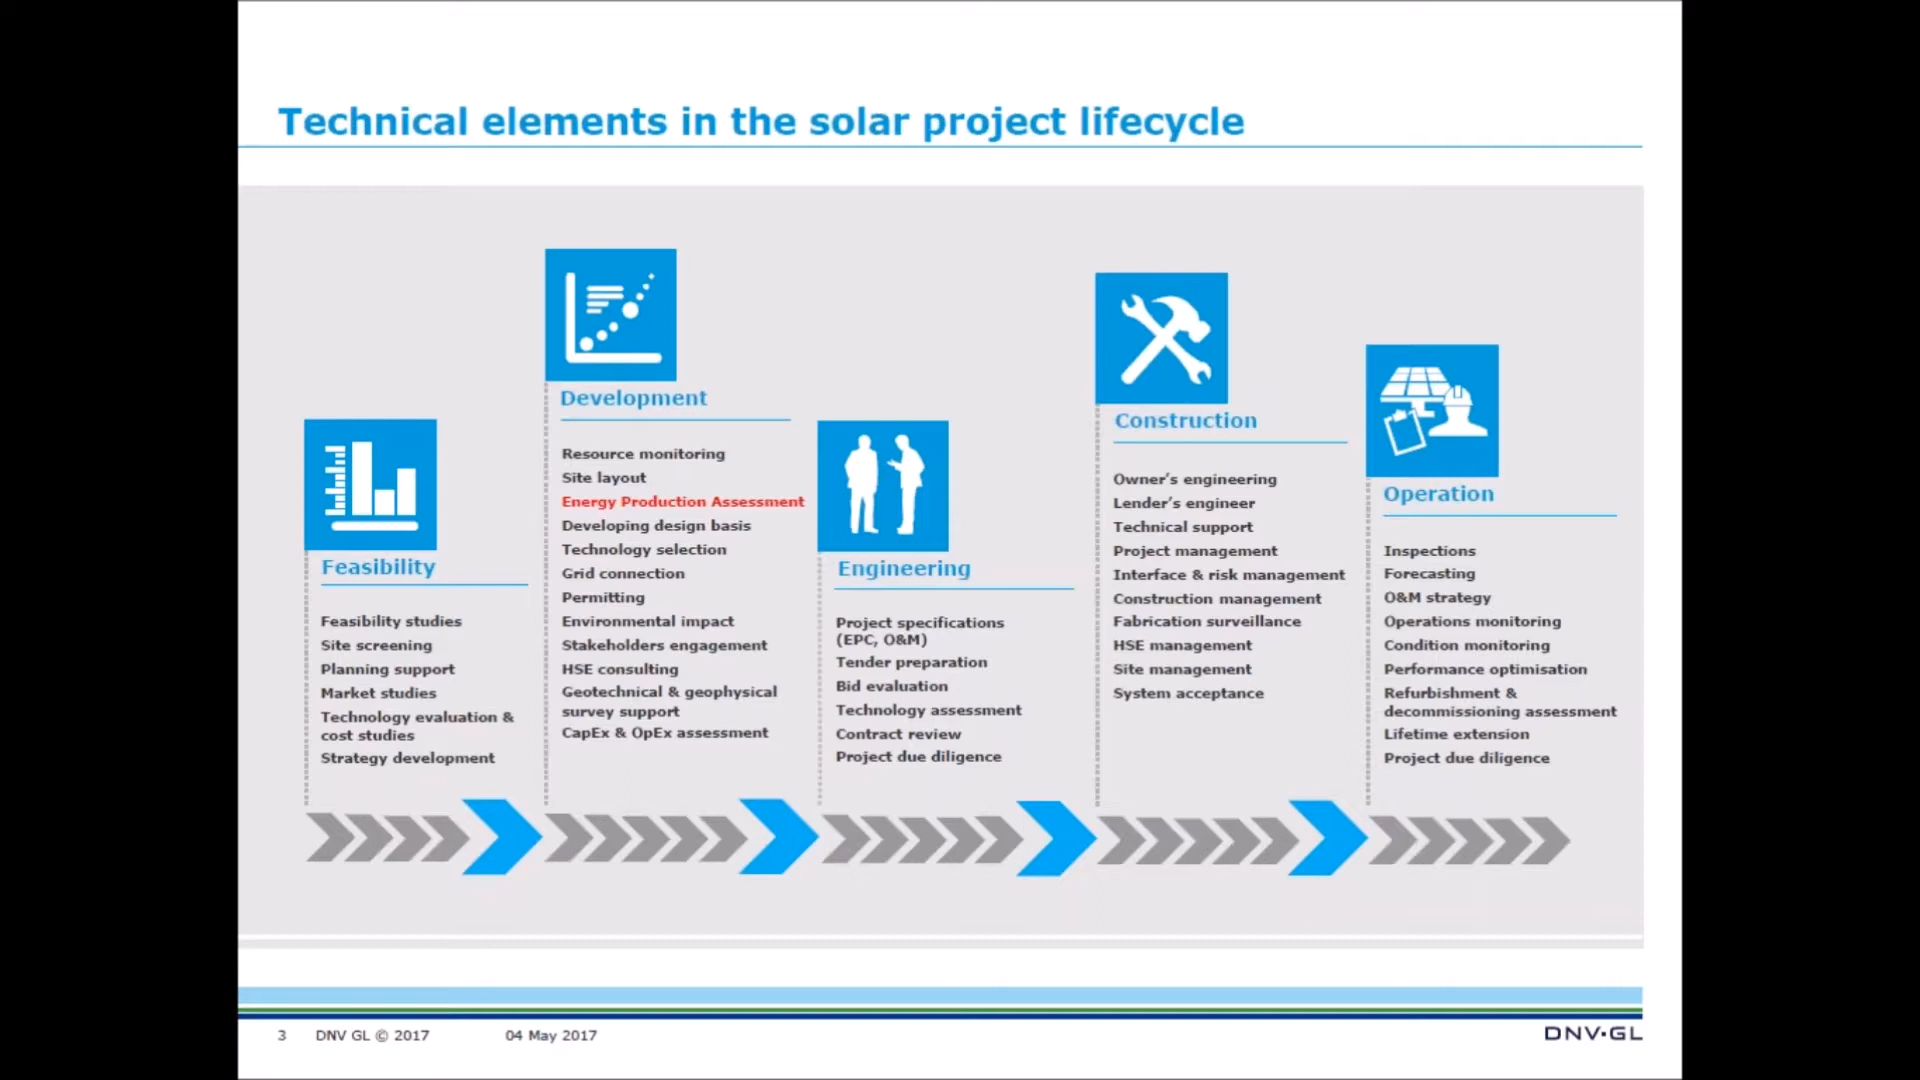 Technical elements in the solar project lifecycle
Feasibility
Feasibility studies
Site screening
Planning support
Market studies
Technology evaluation &
cost studies
Strategy development
Development
Resource monitoring
Site layout
Energy Production Assessment
Developing design basis
Technology selection
Grid connection
Permitting
Environmental impact
Stakeholders engagement
HSE consulting
Geotechnical & geophysical
survey support
CapEx & OpEx assessment
Engineering
Project specifications
(EPC, O&M)
Tender preparation
Bid evaluation
Technology assessment
Contract review
Project due diligence
Construction
Owner's engineering
Lender's engineer
Technical support
Project management
Interface & risk management
Construction management
Fabrication surveillance
HSE management
Site management
System acceptance
Operation
Inspections
Forecasting
O&M strategy
Operations monitoring
Condition monitoring
Performance optimisation
Refurbishment &
decommissioning assessment
Lifetime extension
Project due diligence
3 DNV GL © 2017 04 May 2017
DNV·GL